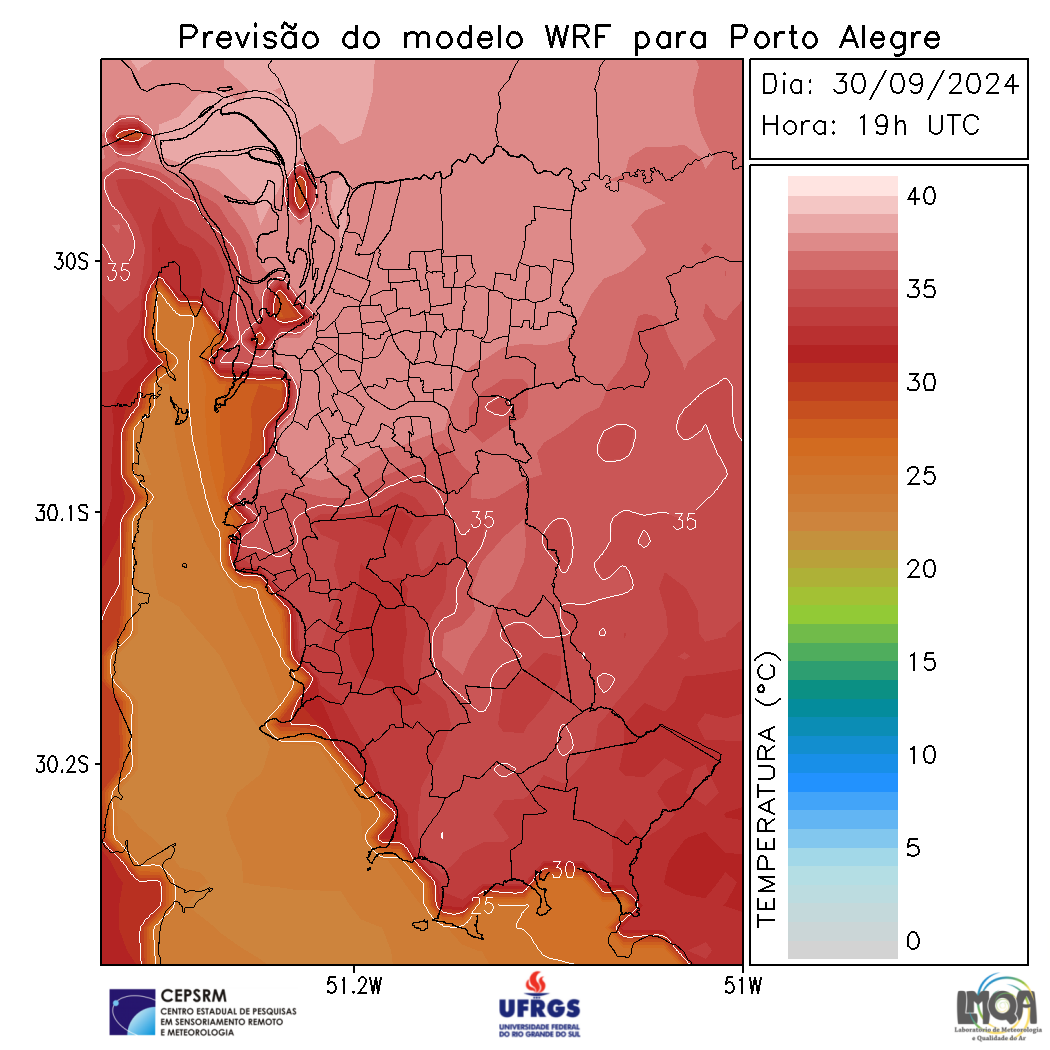 Previsão do modelo WRF para Porto Alegre
Dia: 30/09/2024
Hora: 19h UTC
40
35
30
25
20
15
10
5
0
TEMPERATURA (°C)
30S
30.1S
30.2S
51.2W
51W
35
35
35
30
25
CEPSRM
CENTRO ESTADUAL DE PESQUISAS
EM SENSORIAMENTO REMOTO
E METEOROLOGIA
UFRGS
UNIVERSIDADE FEDERAL
DO RIO GRANDE DO SUL
LMQA
Laboratório de Meteorologia
e Qualidade do Ar